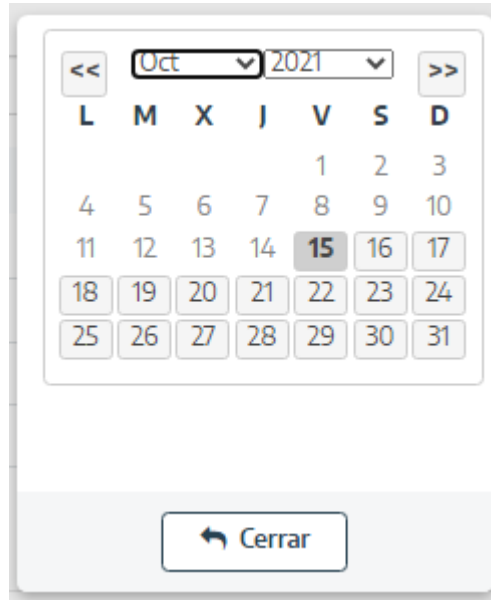 << Oct 2021 >>
L M X J V S D
1 2 3
4 5 6 7 8 9 10
11 12 13 14 15 16 17
18 19 20 21 22 23 24
25 26 27 28 29 30 31
Cerrar